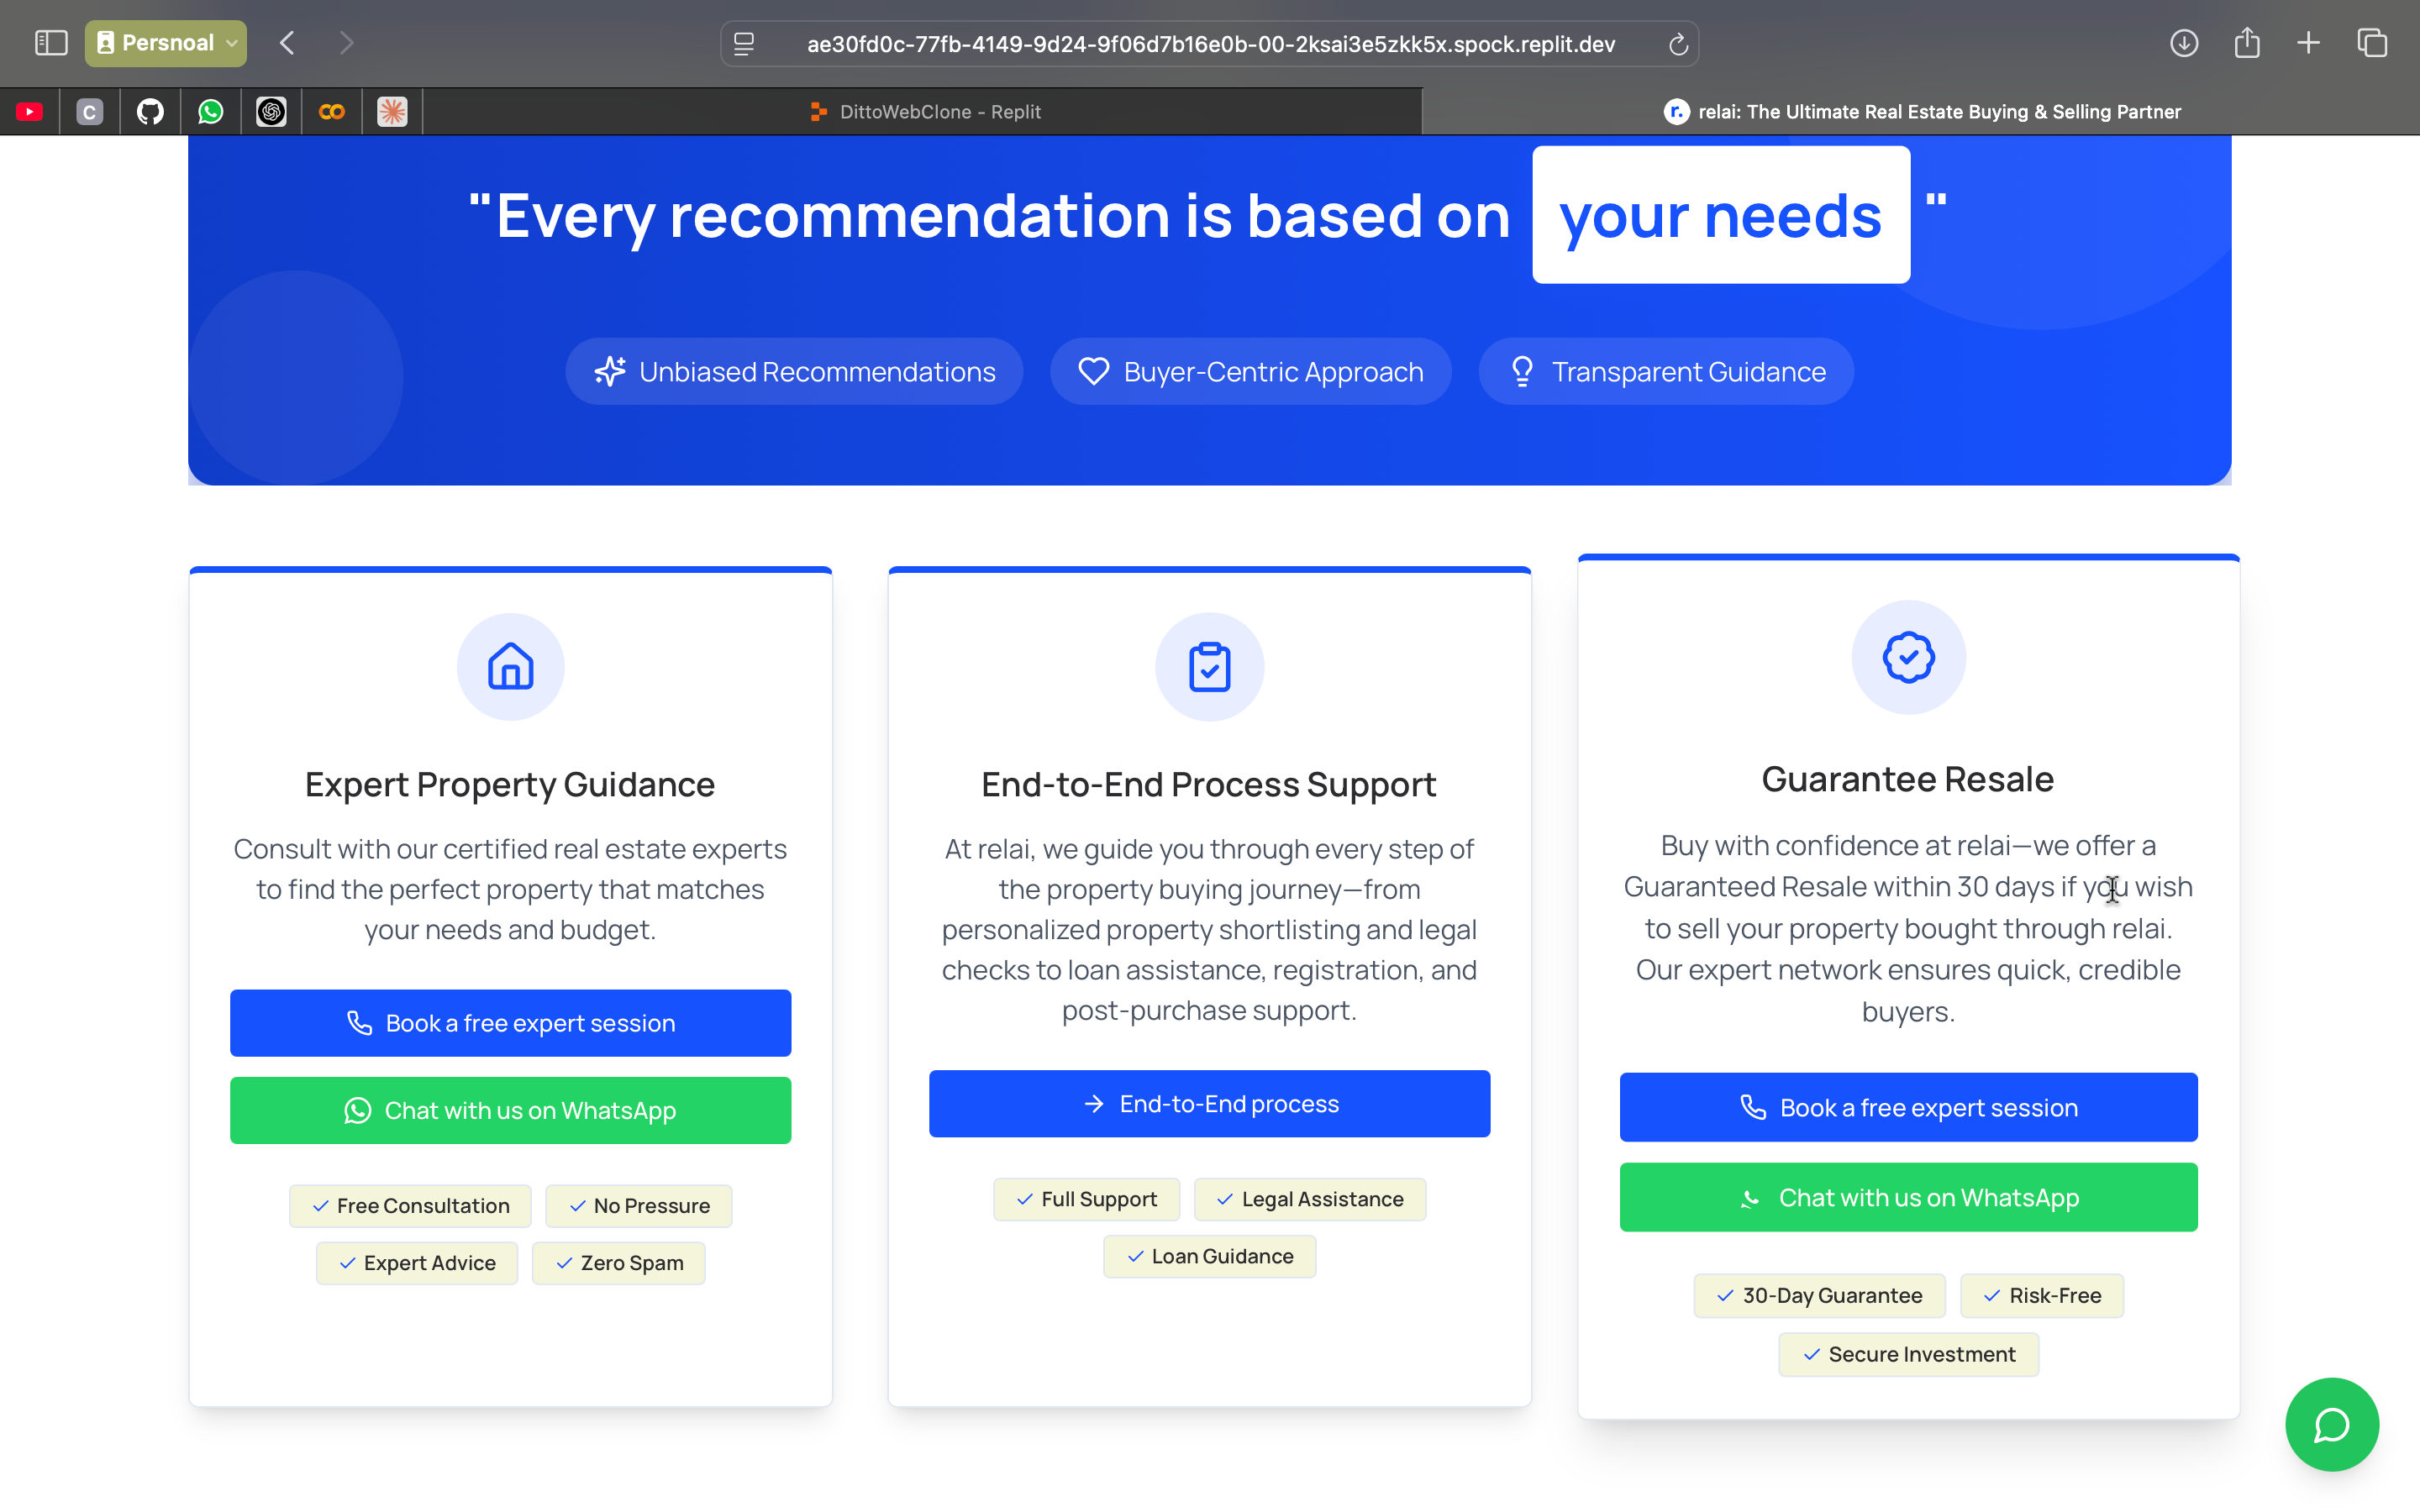 Persnoal
ae30fd0c-77fb-4149-9d24-9f06d7b16e0b-00-2ksai3e5zkk5x.spock.replit.dev
C
DittoWebClone - Replit
r. relai: The Ultimate Real Estate Buying & Selling Partner
"Every recommendation is based on your needs "
Unbiased Recommendations
Buyer-Centric Approach
Transparent Guidance
Expert Property Guidance
Consult with our certified real estate experts
to find the perfect property that matches
your needs and budget.
Book a free expert session
Chat with us on WhatsApp
Free Consultation
No Pressure
Expert Advice
Zero Spam
End-to-End Process Support
At relai, we guide you through every step of
the property buying journey—from
personalized property shortlisting and legal
checks to loan assistance, registration, and
post-purchase support.
End-to-End process
Full Support
Legal Assistance
Loan Guidance
Guarantee Resale
Buy with confidence at relai—we offer a
Guaranteed Resale within 30 days if you wish
to sell your property bought through relai.
Our expert network ensures quick, credible
buyers.
Book a free expert session
Chat with us on WhatsApp
30-Day Guarantee
Risk-Free
Secure Investment